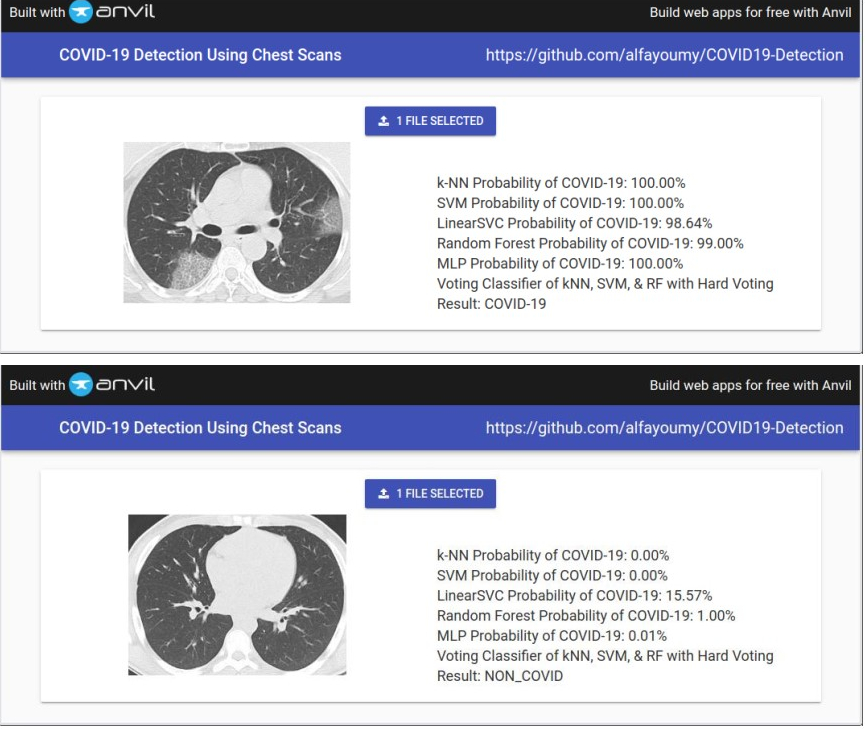 Built with anvil Build web apps for free with Anvil
COVID-19 Detection Using Chest Scans https://github.com/alfayoumy/COVID19-Detection
1 FILE SELECTED
k-NN Probability of COVID-19: 100.00%
SVM Probability of COVID-19: 100.00%
LinearSVC Probability of COVID-19: 98.64%
Random Forest Probability of COVID-19: 99.00%
MLP Probability of COVID-19: 100.00%
Voting Classifier of kNN, SVM, & RF with Hard Voting
Result: COVID-19
Built with anvil Build web apps for free with Anvil
COVID-19 Detection Using Chest Scans https://github.com/alfayoumy/COVID19-Detection
1 FILE SELECTED
k-NN Probability of COVID-19: 0.00%
SVM Probability of COVID-19: 0.00%
LinearSVC Probability of COVID-19: 15.57%
Random Forest Probability of COVID-19: 1.00%
MLP Probability of COVID-19: 0.01%
Voting Classifier of kNN, SVM, & RF with Hard Voting
Result: NON_COVID